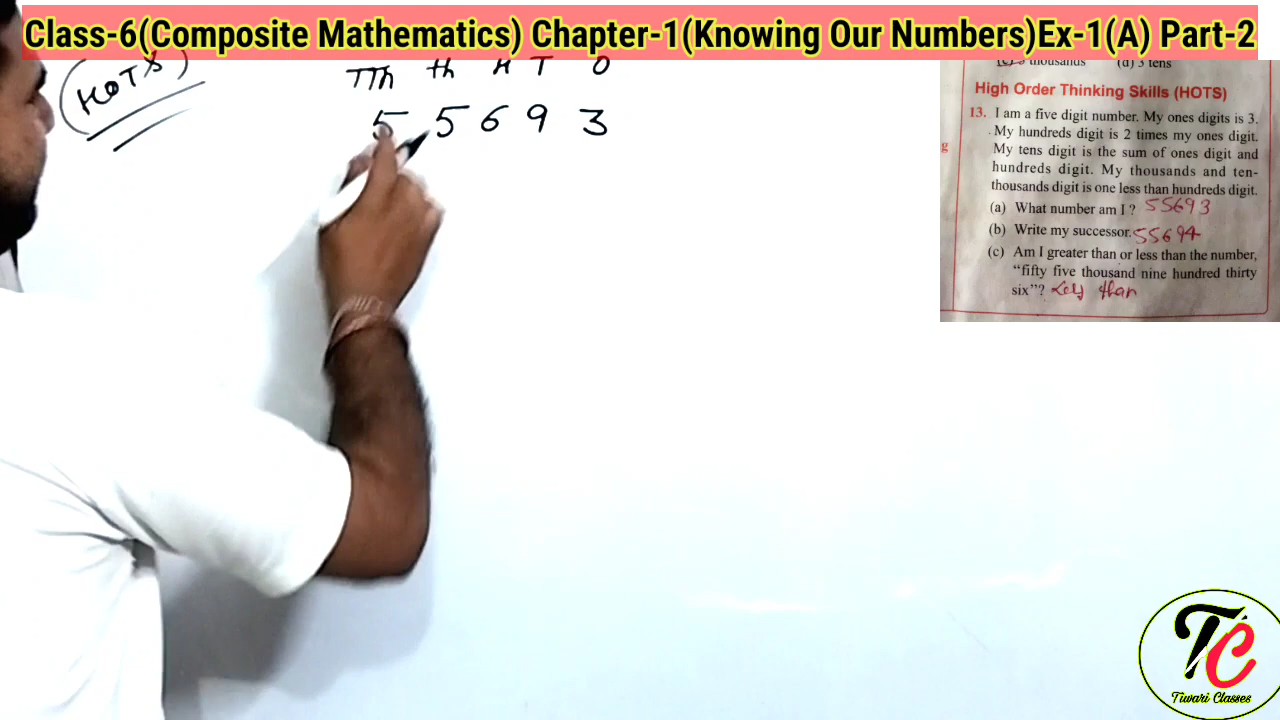 Class-6(Composite Mathematics) Chapter-1(Knowing Our Numbers)Ex-1(A) Part-2
(HOTS)
TTh Th H T O
5 5 6 9 3
(c) 5 thousands (d) 3 tens
High Order Thinking Skills (HOTS)
13. I am a five digit number. My ones digits is 3.
My hundreds digit is 2 times my ones digit.
My tens digit is the sum of ones digit and
hundreds digit. My thousands and ten-
thousands digit is one less than hundreds digit.
(a) What number am I ? 55693
(b) Write my successor. 55694
(c) Am I greater than or less than the number,
"fifty five thousand nine hundred thirty
six"? Less than
g
TC
Tiwari Classes